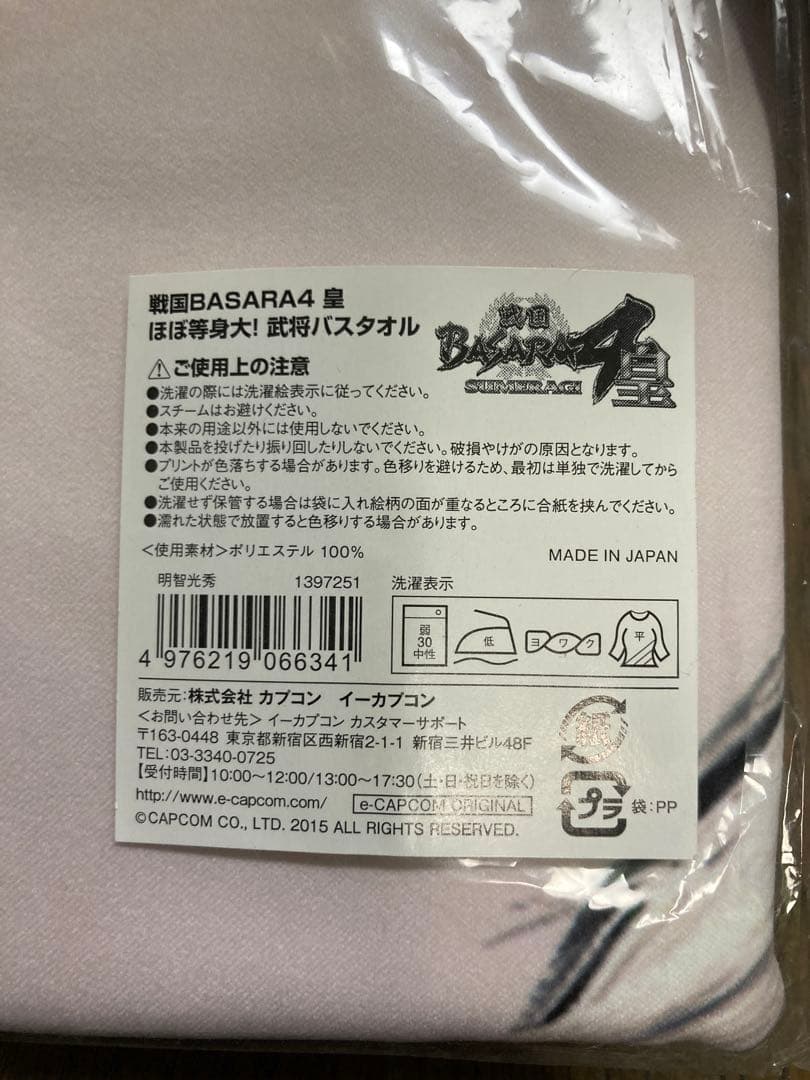 戦国BASARA4 皇
ほぼ等身大! 武将バスタオル
戦国
BASARA4皇
SUMERAGI
ご使用上の注意
●洗濯の際には洗濯絵表示に従ってください。
●スチームはお避けください。
●本来の用途以外には使用しないでください。
●本製品を投げたり振り回したりしないでください。破損やけがの原因となります。
●プリントが色落ちする場合があります。色移りを避けるため、最初は単独で洗濯してから
ご使用ください。
●洗濯せず保管する場合は袋に入れ絵柄の面が重なるところに合紙を挟んでください。
●濡れた状態で放置すると色移りする場合があります。
＜使用素材＞ポリエステル 100%
MADE IN JAPAN
明智光秀 1397251
4 976219 066341
洗濯表示
弱
30
中性
低
ヨワク
平
販売元：株式会社 カプコン イーカプコン
＜お問い合わせ先＞ イーカプコン カスタマーサポート
〒163-0448 東京都新宿区西新宿2-1-1 新宿三井ビル48F
TEL：03-3340-0725
【受付時間】10:00～12:00/13:00～17:30（土・日・祝日を除く）
http://www.e-capcom.com/
e-CAPCOM ORIGINAL
©CAPCOM CO., LTD. 2015 ALL RIGHTS RESERVED.
紙
プラ
袋：PP